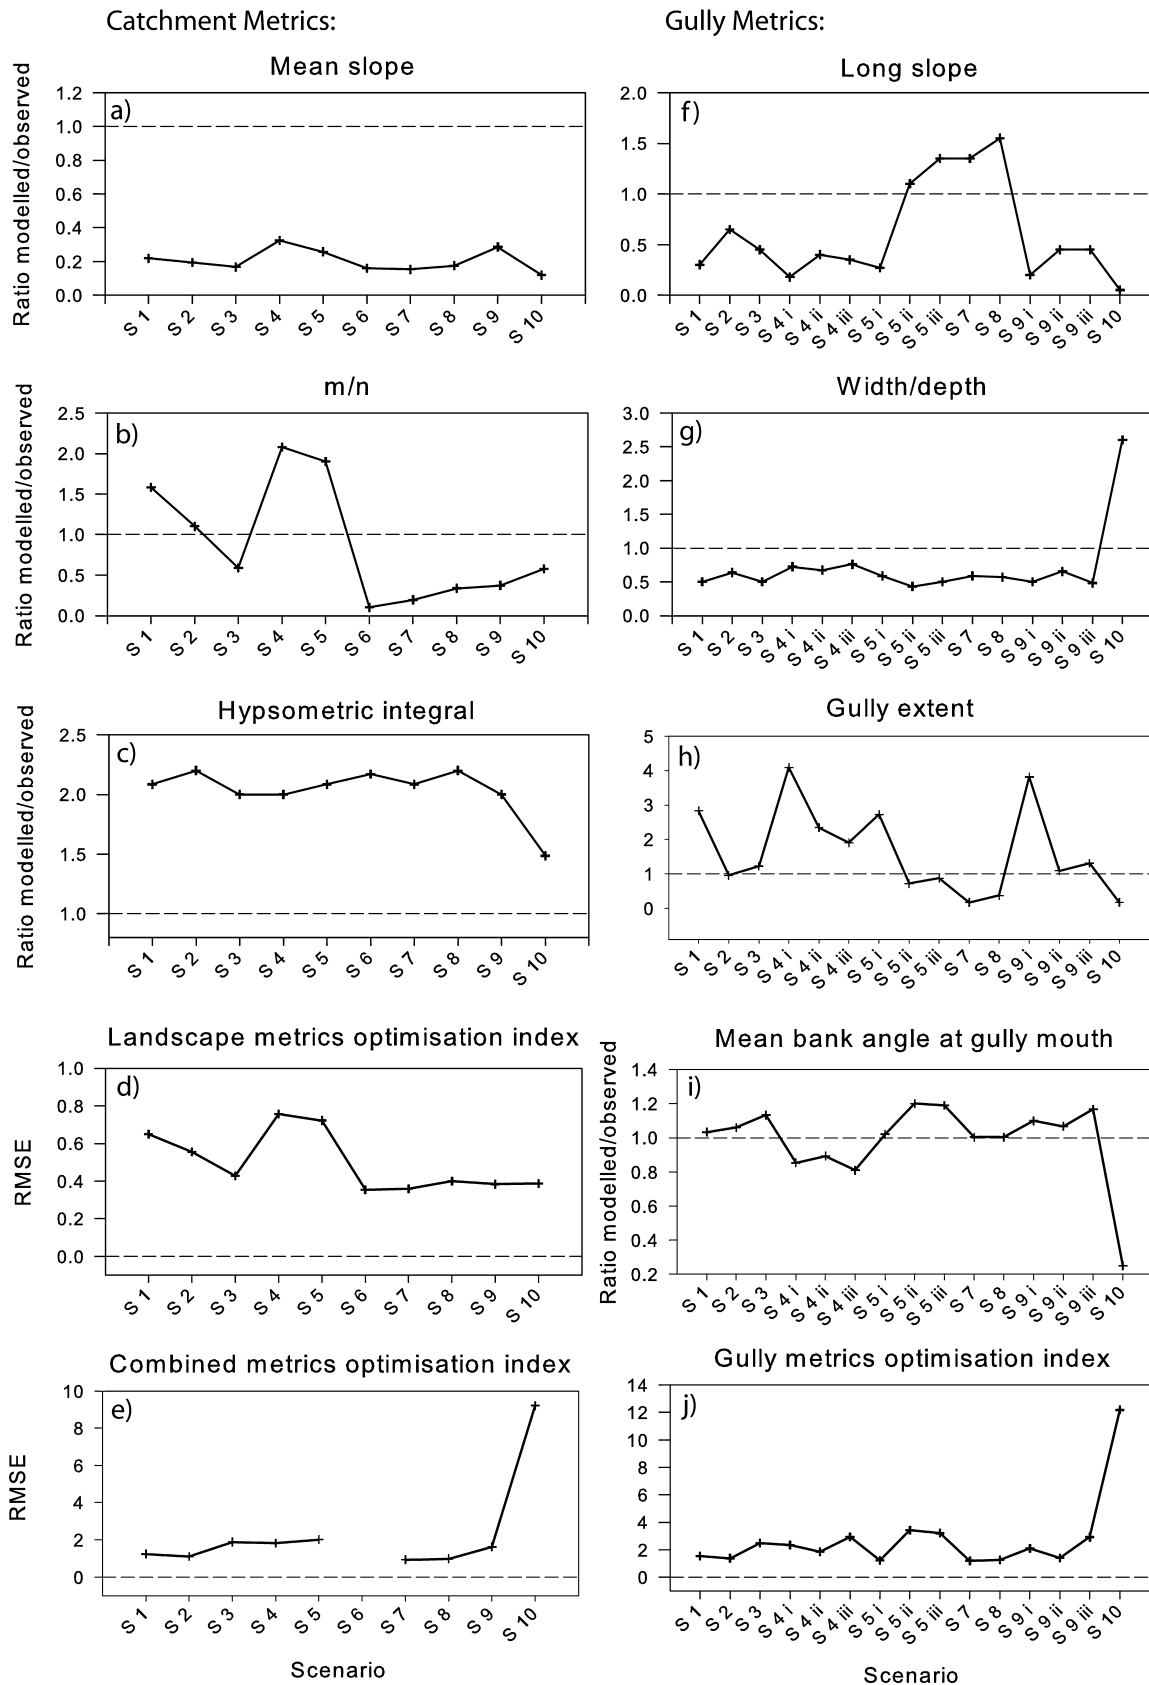 Catchment Metrics:
Mean slope
a)
Ratio modelled/observed
1.2
1.0
0.8
0.6
0.4
0.2
0.0
S 1 S 2 S 3 S 4 S 5 S 6 S 7 S 8 S 9 S 10
m/n
b)
Ratio modelled/observed
2.5
2.0
1.5
1.0
0.5
0.0
S 1 S 2 S 3 S 4 S 5 S 6 S 7 S 8 S 9 S 10
Hypsometric integral
c)
Ratio modelled/observed
2.5
2.0
1.5
1.0
S 1 S 2 S 3 S 4 S 5 S 6 S 7 S 8 S 9 S 10
Landscape metrics optimisation index
d)
RMSE
1.0
0.8
0.6
0.4
0.2
0.0
S 1 S 2 S 3 S 4 S 5 S 6 S 7 S 8 S 9 S 10
Combined metrics optimisation index
e)
RMSE
10
8
6
4
2
0
S 1 S 2 S 3 S 4 S 5 S 6 S 7 S 8 S 9 S 10
Scenario
Gully Metrics:
Long slope
f)
2.0
1.5
1.0
0.5
0.0
S 1 S 2 S 3 S 4 i S 4 ii S 4 iii S 5 i S 5 ii S 5 iii S 7 S 8 S 9 i S 9 ii S 9 iii S 10
Width/depth
g)
3.0
2.5
2.0
1.5
1.0
0.5
0.0
S 1 S 2 S 3 S 4 i S 4 ii S 4 iii S 5 i S 5 ii S 5 iii S 7 S 8 S 9 i S 9 ii S 9 iii S 10
Gully extent
h)
5
4
3
2
1
0
S 1 S 2 S 3 S 4 i S 4 ii S 4 iii S 5 i S 5 ii S 5 iii S 7 S 8 S 9 i S 9 ii S 9 iii S 10
Mean bank angle at gully mouth
i)
Ratio modelled/observed
1.4
1.2
1.0
0.8
0.6
0.4
0.2
S 1 S 2 S 3 S 4 i S 4 ii S 4 iii S 5 i S 5 ii S 5 iii S 7 S 8 S 9 i S 9 ii S 9 iii S 10
Gully metrics optimisation index
j)
14
12
10
8
6
4
2
0
S 1 S 2 S 3 S 4 i S 4 ii S 4 iii S 5 i S 5 ii S 5 iii S 7 S 8 S 9 i S 9 ii S 9 iii S 10
Scenario